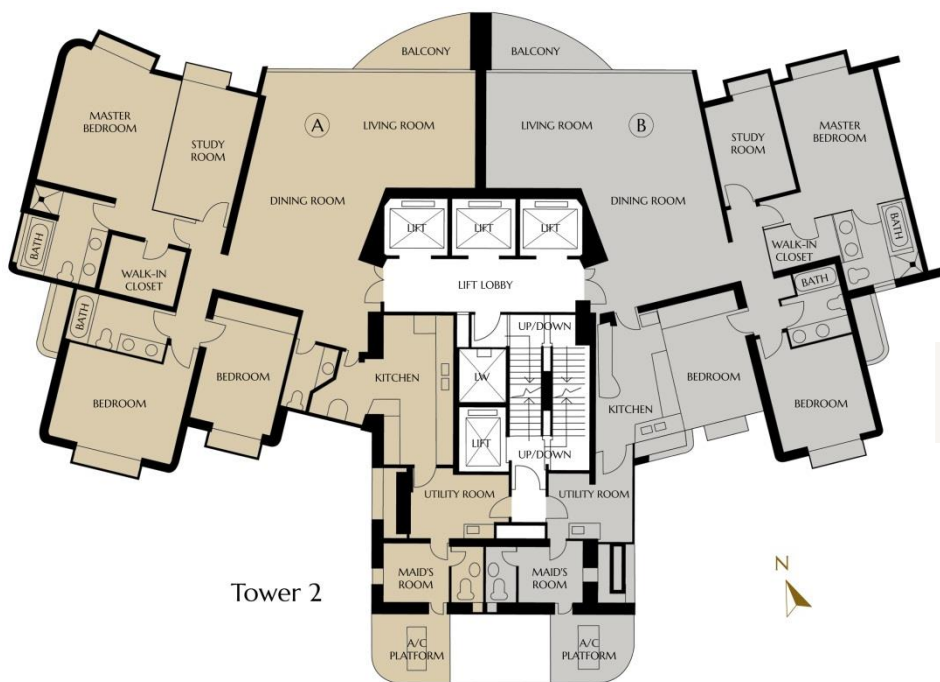 BALCONY
BALCONY
MASTER
BEDROOM
STUDY
ROOM
A
LIVING ROOM
LIVING ROOM
B
STUDY
ROOM
MASTER
BEDROOM
DINING ROOM
DINING ROOM
LIFT
LIFT
LIFT
BATH
WALK-IN
CLOSET
LIFT LOBBY
WALK-IN
CLOSET
BATH
BATH
BATH
UP/DOWN
BEDROOM
BEDROOM
KITCHEN
LW
BEDROOM
BEDROOM
KITCHEN
LIFT
UP/DOWN
UTILITY ROOM
UTILITY ROOM
MAID'S
ROOM
MAID'S
ROOM
Tower 2
N
A/C
PLATFORM
A/C
PLATFORM